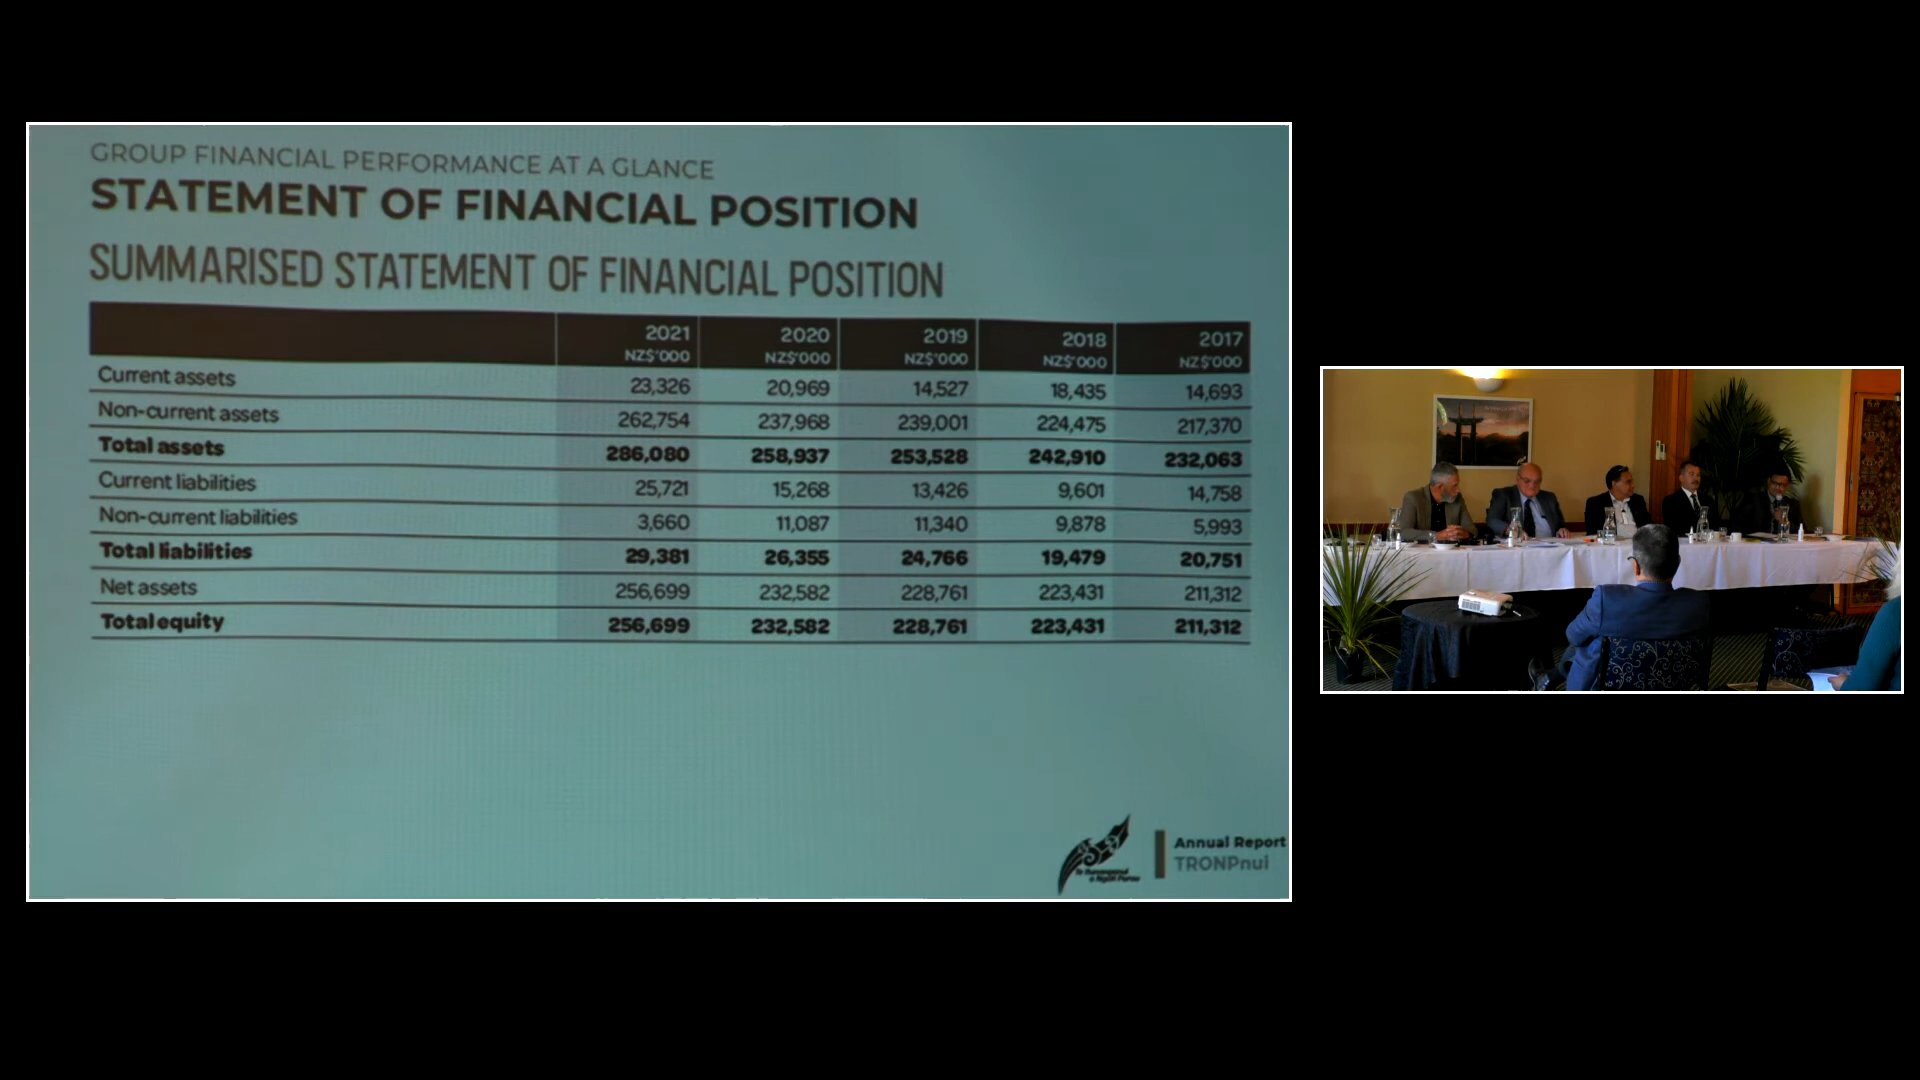 GROUP FINANCIAL PERFORMANCE AT A GLANCE
STATEMENT OF FINANCIAL POSITION
SUMMARISED STATEMENT OF FINANCIAL POSITION
2021 2020 2019 2018 2017
NZ$'000 NZ$'000 NZ$'000 NZ$'000 NZ$'000
Current assets 23,326 20,969 14,527 18,435 14,693
Non-current assets 262,754 237,968 239,001 224,475 217,370
Total assets 286,080 258,937 253,528 242,910 232,063
Current liabilities 25,721 15,268 13,426 9,601 14,758
Non-current liabilities 3,660 11,087 11,340 9,878 5,993
Total liabilities 29,381 26,355 24,766 19,479 20,751
Net assets 256,699 232,582 228,761 223,431 211,312
Total equity 256,699 232,582 228,761 223,431 211,312
Te Runanganui
o Ngati Porou
Annual Report
TRONPnui